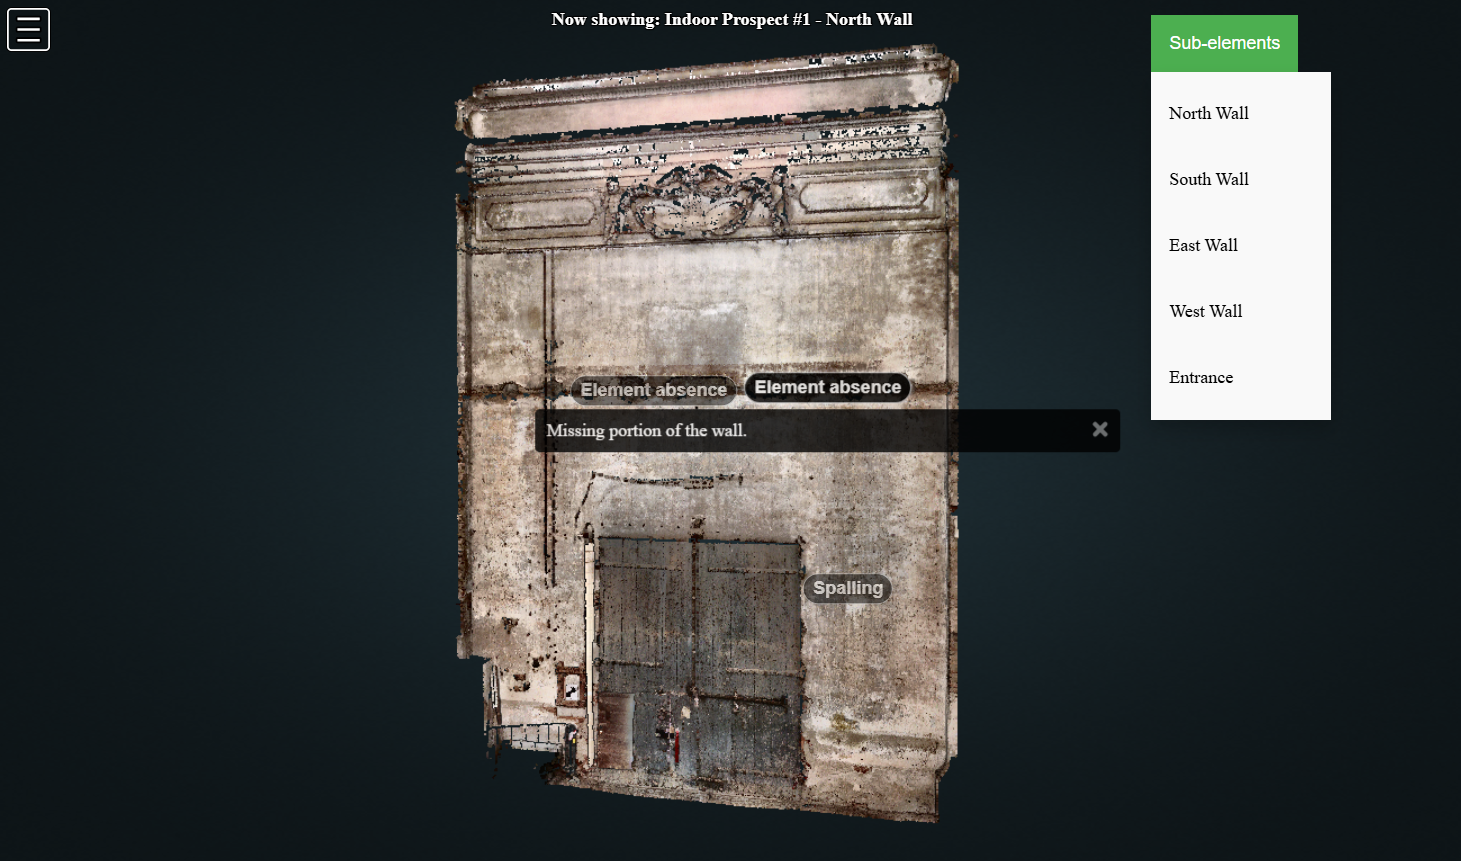 Now showing: Indoor Prospect #1 - North Wall
Sub-elements
North Wall
South Wall
East Wall
West Wall
Entrance
Element absence
Element absence
Missing portion of the wall.
Spalling